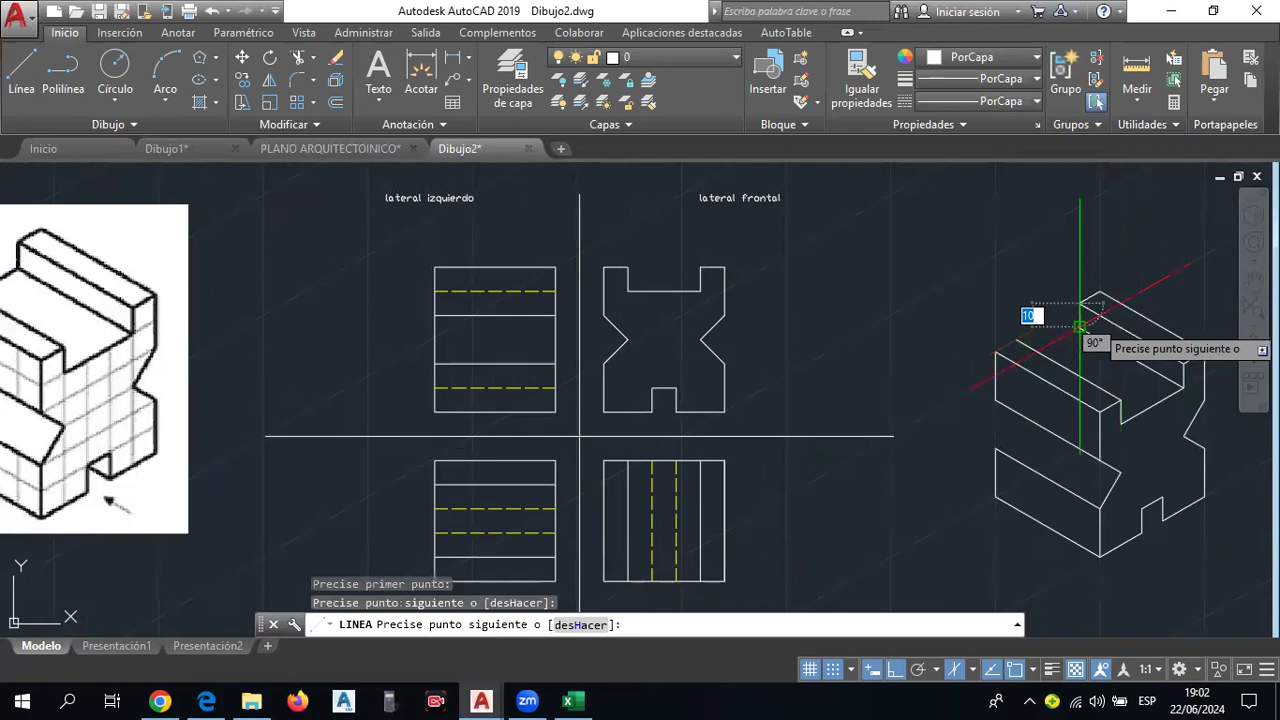 Autodesk AutoCAD 2019 Dibujo2.dwg
Escriba palabra clave o frase
Iniciar sesión
Inicio Inserción Anotar Paramétrico Vista Administrar Salida Complementos Colaborar Aplicaciones destacadas AutoTable
Línea Polilínea Círculo Arco
Texto Acotar
Propiedades de capa
0
Insertar
Igualar propiedades
PorCapa
PorCapa
PorCapa
Grupo
Medir
Pegar
Dibujo Modificar Anotación Capas Bloque Propiedades Grupos Utilidades Portapapeles
Inicio Dibujo1* PLANO ARQUITECTOINICO* Dibujo2*
lateral izquierdo lateral frontal
10
90° Precise punto siguiente o
Y
X
Precise primer punto:
Precise punto siguiente o [desHacer]:
LINEA Precise punto siguiente o [desHacer]:
Modelo Presentación1 Presentación2 +
1:1
ESP
19:02
22/06/2024